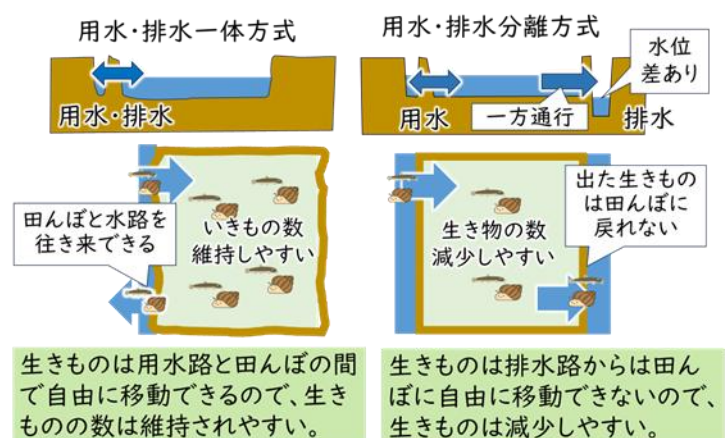 用水・排水一体方式
用水・排水
田んぼと水路を
往き来できる
いきもの数
維持しやすい
生きものは用水路と田んぼの間
で自由に移動できるので、生き
ものの数は維持されやすい。
用水・排水分離方式
水位
差あり
用水
一方通行
排水
出た生きもの
は田んぼに
戻れない
生き物の数
減少しやすい
生きものは排水路からは田ん
ぼに自由に移動できないので、
生きものは減少しやすい。